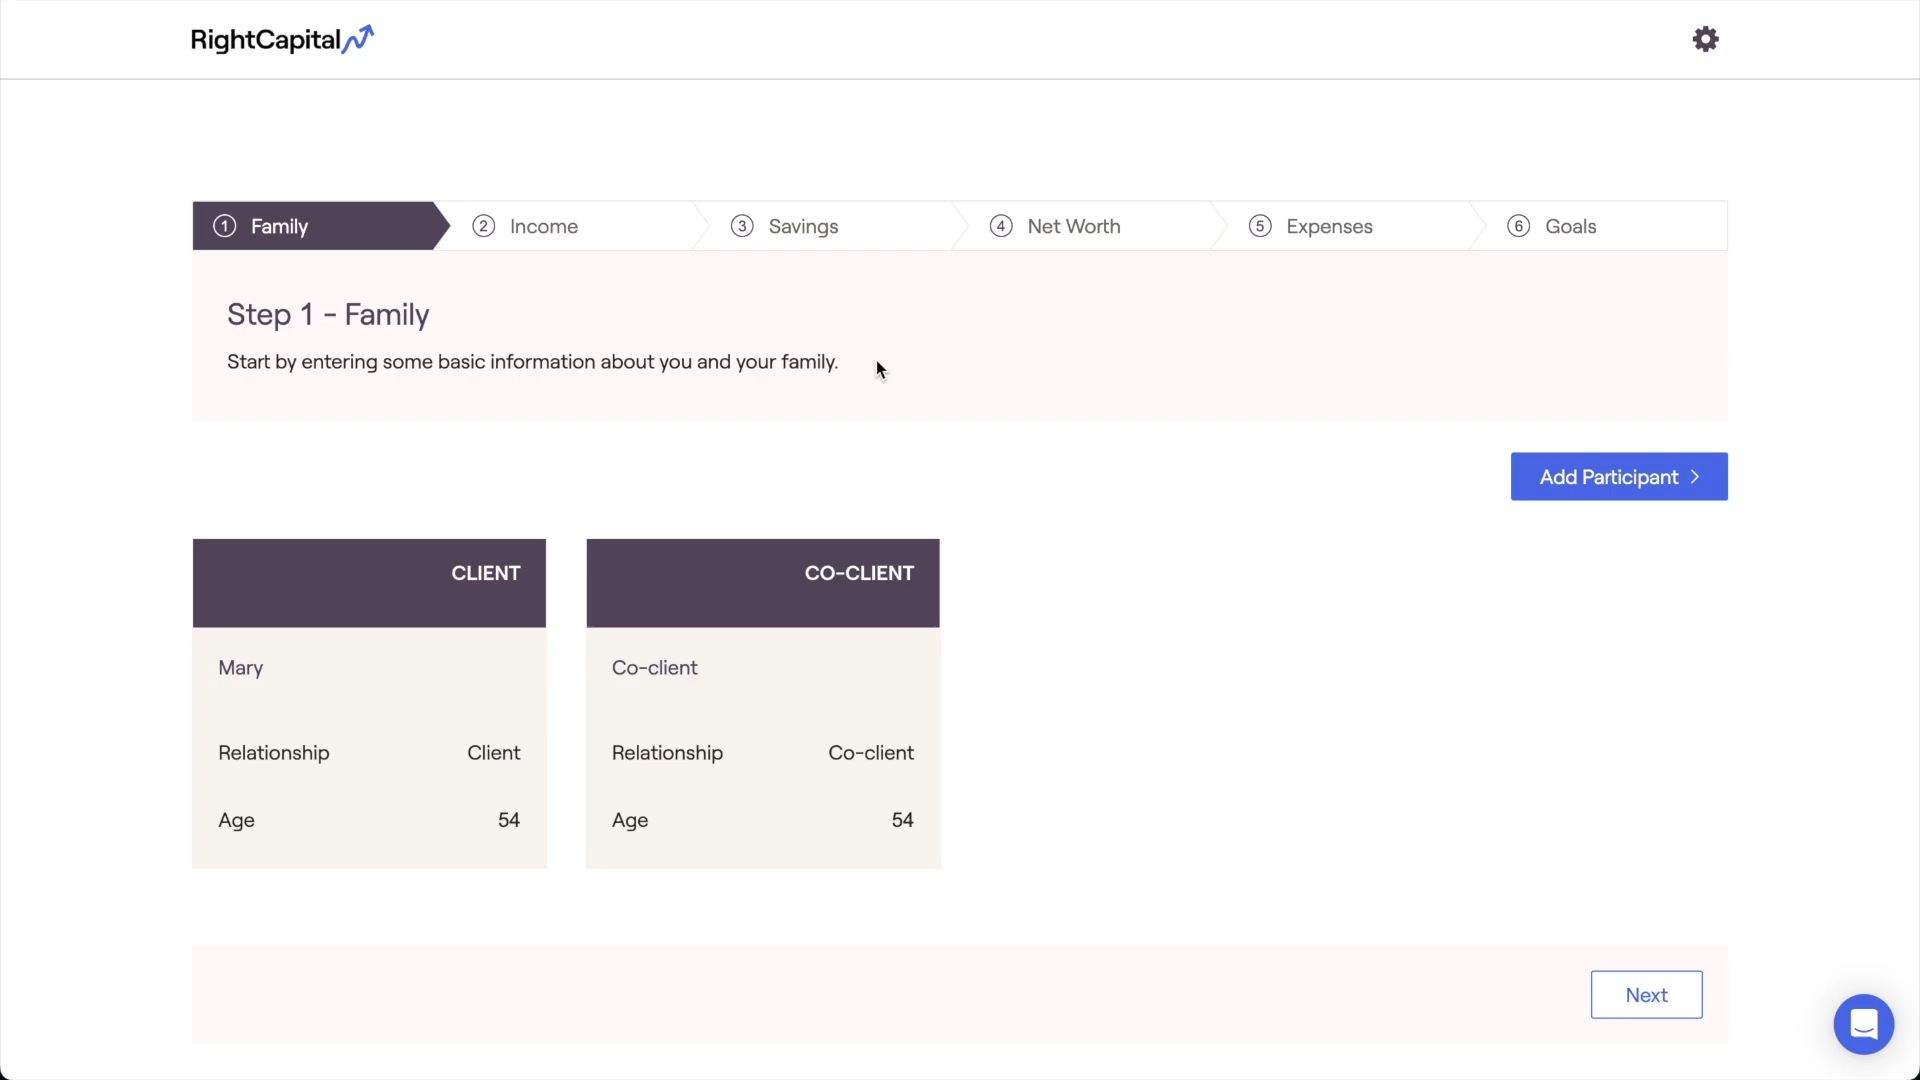 RightCapital
1 Family
2 Income
3 Savings
4 Net Worth
5 Expenses
6 Goals
Step 1 - Family
Start by entering some basic information about you and your family.
Add Participant
CLIENT
Mary
Relationship Client
Age 54
CO-CLIENT
Co-client
Relationship Co-client
Age 54
Next